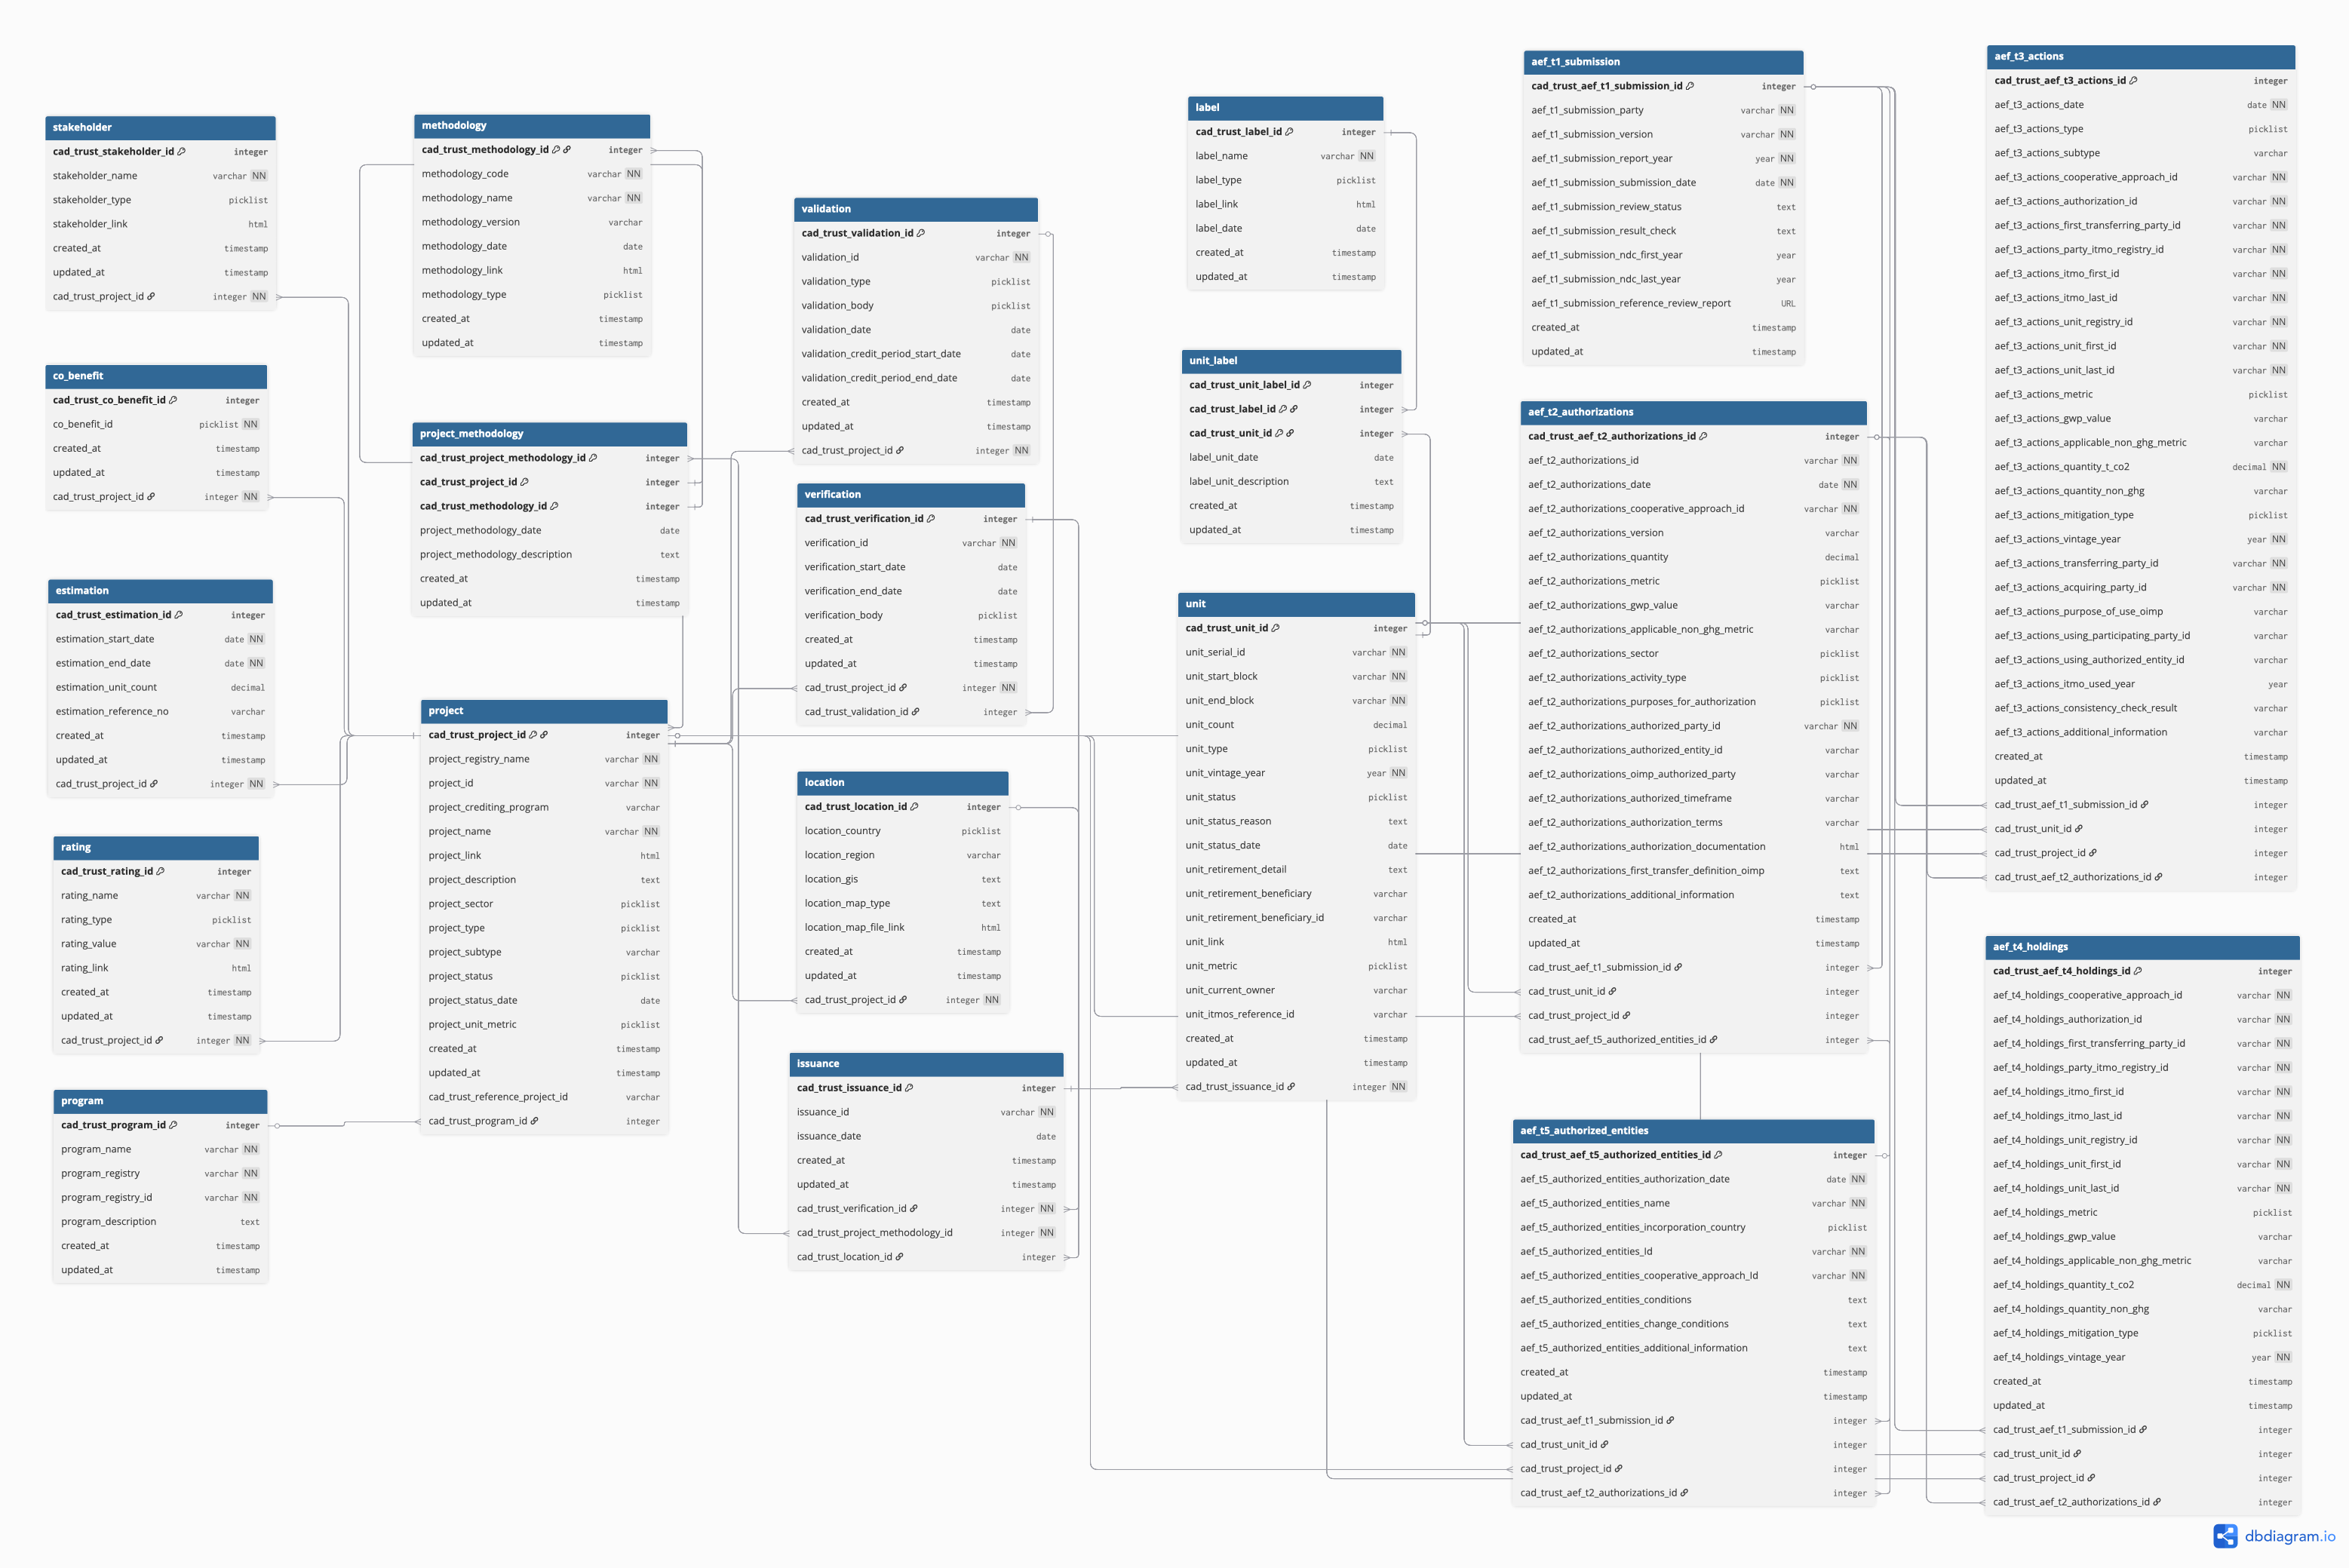 stakeholder
cad_trust_stakeholder_id integer
stakeholder_name varchar NN
stakeholder_type picklist
stakeholder_link html
created_at timestamp
updated_at timestamp
cad_trust_project_id integer NN
co_benefit
cad_trust_co_benefit_id integer
co_benefit_id picklist NN
created_at timestamp
updated_at timestamp
cad_trust_project_id integer NN
estimation
cad_trust_estimation_id integer
estimation_start_date date NN
estimation_end_date date NN
estimation_unit_count decimal
estimation_reference_no varchar
created_at timestamp
updated_at timestamp
cad_trust_project_id integer NN
rating
cad_trust_rating_id integer
rating_name varchar NN
rating_type picklist
rating_value varchar NN
rating_link html
created_at timestamp
updated_at timestamp
cad_trust_project_id integer NN
program
cad_trust_program_id integer
program_name varchar NN
program_registry varchar NN
program_registry_id varchar NN
program_description text
created_at timestamp
updated_at timestamp
methodology
cad_trust_methodology_id integer
methodology_code varchar NN
methodology_name varchar NN
methodology_version varchar
methodology_date date
methodology_link html
methodology_type picklist
created_at timestamp
updated_at timestamp
project_methodology
cad_trust_project_methodology_id integer
cad_trust_project_id integer
cad_trust_methodology_id integer
project_methodology_date date
project_methodology_description text
created_at timestamp
updated_at timestamp
project
cad_trust_project_id integer
project_registry_name varchar NN
project_id varchar NN
project_crediting_program varchar
project_name varchar NN
project_link html
project_description text
project_sector picklist
project_type picklist
project_subtype varchar
project_status picklist
project_status_date date
project_unit_metric picklist
created_at timestamp
updated_at timestamp
cad_trust_reference_project_id varchar
cad_trust_program_id integer
validation
cad_trust_validation_id integer
validation_id varchar NN
validation_type picklist
validation_body picklist
validation_date date
validation_credit_period_start_date date
validation_credit_period_end_date date
created_at timestamp
updated_at timestamp
cad_trust_project_id integer NN
verification
cad_trust_verification_id integer
verification_id varchar NN
verification_start_date date
verification_end_date date
verification_body picklist
created_at timestamp
updated_at timestamp
cad_trust_project_id integer NN
cad_trust_validation_id integer
location
cad_trust_location_id integer
location_country picklist
location_region varchar
location_gis text
location_map_type text
location_map_file_link html
created_at timestamp
updated_at timestamp
cad_trust_project_id integer NN
issuance
cad_trust_issuance_id integer
issuance_id varchar NN
issuance_date date
created_at timestamp
updated_at timestamp
cad_trust_verification_id integer NN
cad_trust_project_methodology_id integer NN
cad_trust_location_id integer
label
cad_trust_label_id integer
label_name varchar NN
label_type picklist
label_link html
label_date date
created_at timestamp
updated_at timestamp
unit_label
cad_trust_unit_label_id integer
cad_trust_label_id integer
cad_trust_unit_id integer
label_unit_date date
label_unit_description text
created_at timestamp
updated_at timestamp
unit
cad_trust_unit_id integer
unit_serial_id varchar NN
unit_start_block varchar NN
unit_end_block varchar NN
unit_count decimal
unit_type picklist
unit_vintage_year year NN
unit_status picklist
unit_status_reason text
unit_status_date date
unit_retirement_detail text
unit_retirement_beneficiary varchar
unit_retirement_beneficiary_id varchar
unit_link html
unit_metric picklist
unit_current_owner varchar
unit_itmos_reference_id varchar
created_at timestamp
updated_at timestamp
cad_trust_issuance_id integer NN
aef_t1_submission
cad_trust_aef_t1_submission_id integer
aef_t1_submission_party varchar NN
aef_t1_submission_version varchar NN
aef_t1_submission_report_year year NN
aef_t1_submission_submission_date date NN
aef_t1_submission_review_status text
aef_t1_submission_result_check text
aef_t1_submission_ndc_first_year year
aef_t1_submission_ndc_last_year year
aef_t1_submission_reference_review_report URL
created_at timestamp
updated_at timestamp
aef_t2_authorizations
cad_trust_aef_t2_authorizations_id integer
aef_t2_authorizations_id varchar NN
aef_t2_authorizations_date date NN
aef_t2_authorizations_cooperative_approach_id varchar NN
aef_t2_authorizations_version varchar
aef_t2_authorizations_quantity decimal
aef_t2_authorizations_metric picklist
aef_t2_authorizations_gwp_value varchar
aef_t2_authorizations_applicable_non_ghg_metric varchar
aef_t2_authorizations_sector picklist
aef_t2_authorizations_activity_type picklist
aef_t2_authorizations_purposes_for_authorization picklist
aef_t2_authorizations_authorized_party_id varchar NN
aef_t2_authorizations_authorized_entity_id varchar
aef_t2_authorizations_oimp_authorized_party varchar
aef_t2_authorizations_authorized_timeframe varchar
aef_t2_authorizations_authorization_terms varchar
aef_t2_authorizations_authorization_documentation html
aef_t2_authorizations_first_transfer_definition_oimp text
aef_t2_authorizations_additional_information text
created_at timestamp
updated_at timestamp
cad_trust_aef_t1_submission_id integer
cad_trust_unit_id integer
cad_trust_project_id integer
cad_trust_aef_t5_authorized_entities_id integer
aef_t5_authorized_entities
cad_trust_aef_t5_authorized_entities_id integer
aef_t5_authorized_entities_authorization_date date NN
aef_t5_authorized_entities_name varchar NN
aef_t5_authorized_entities_incorporation_country picklist
aef_t5_authorized_entities_Id varchar NN
aef_t5_authorized_entities_cooperative_approach_Id varchar NN
aef_t5_authorized_entities_conditions text
aef_t5_authorized_entities_change_conditions text
aef_t5_authorized_entities_additional_information text
created_at timestamp
updated_at timestamp
cad_trust_aef_t1_submission_id integer
cad_trust_unit_id integer
cad_trust_project_id integer
cad_trust_aef_t2_authorizations_id integer
aef_t3_actions
cad_trust_aef_t3_actions_id integer
aef_t3_actions_date date NN
aef_t3_actions_type picklist
aef_t3_actions_subtype varchar
aef_t3_actions_cooperative_approach_id varchar NN
aef_t3_actions_authorization_id varchar NN
aef_t3_actions_first_transferring_party_id varchar NN
aef_t3_actions_party_itmo_registry_id varchar NN
aef_t3_actions_itmo_first_id varchar NN
aef_t3_actions_itmo_last_id varchar NN
aef_t3_actions_unit_registry_id varchar NN
aef_t3_actions_unit_first_id varchar NN
aef_t3_actions_unit_last_id varchar NN
aef_t3_actions_metric picklist
aef_t3_actions_gwp_value varchar
aef_t3_actions_applicable_non_ghg_metric varchar
aef_t3_actions_quantity_t_co2 decimal NN
aef_t3_actions_quantity_non_ghg varchar
aef_t3_actions_mitigation_type picklist
aef_t3_actions_vintage_year year NN
aef_t3_actions_transferring_party_id varchar NN
aef_t3_actions_acquiring_party_id varchar NN
aef_t3_actions_purpose_of_use_oimp varchar
aef_t3_actions_using_participating_party_id varchar
aef_t3_actions_using_authorized_entity_id varchar
aef_t3_actions_itmo_used_year year
aef_t3_actions_consistency_check_result varchar
aef_t3_actions_additional_information varchar
created_at timestamp
updated_at timestamp
cad_trust_aef_t1_submission_id integer
cad_trust_unit_id integer
cad_trust_project_id integer
cad_trust_aef_t2_authorizations_id integer
aef_t4_holdings
cad_trust_aef_t4_holdings_id integer
aef_t4_holdings_cooperative_approach_id varchar NN
aef_t4_holdings_authorization_id varchar NN
aef_t4_holdings_first_transferring_party_id varchar NN
aef_t4_holdings_party_itmo_registry_id varchar NN
aef_t4_holdings_itmo_first_id varchar NN
aef_t4_holdings_itmo_last_id varchar NN
aef_t4_holdings_unit_registry_id varchar NN
aef_t4_holdings_unit_first_id varchar NN
aef_t4_holdings_unit_last_id varchar NN
aef_t4_holdings_metric picklist
aef_t4_holdings_gwp_value varchar
aef_t4_holdings_applicable_non_ghg_metric varchar
aef_t4_holdings_quantity_t_co2 decimal NN
aef_t4_holdings_quantity_non_ghg varchar
aef_t4_holdings_mitigation_type picklist
aef_t4_holdings_vintage_year year NN
created_at timestamp
updated_at timestamp
cad_trust_aef_t1_submission_id integer
cad_trust_unit_id integer
cad_trust_project_id integer
cad_trust_aef_t2_authorizations_id integer
dbdiagram.io